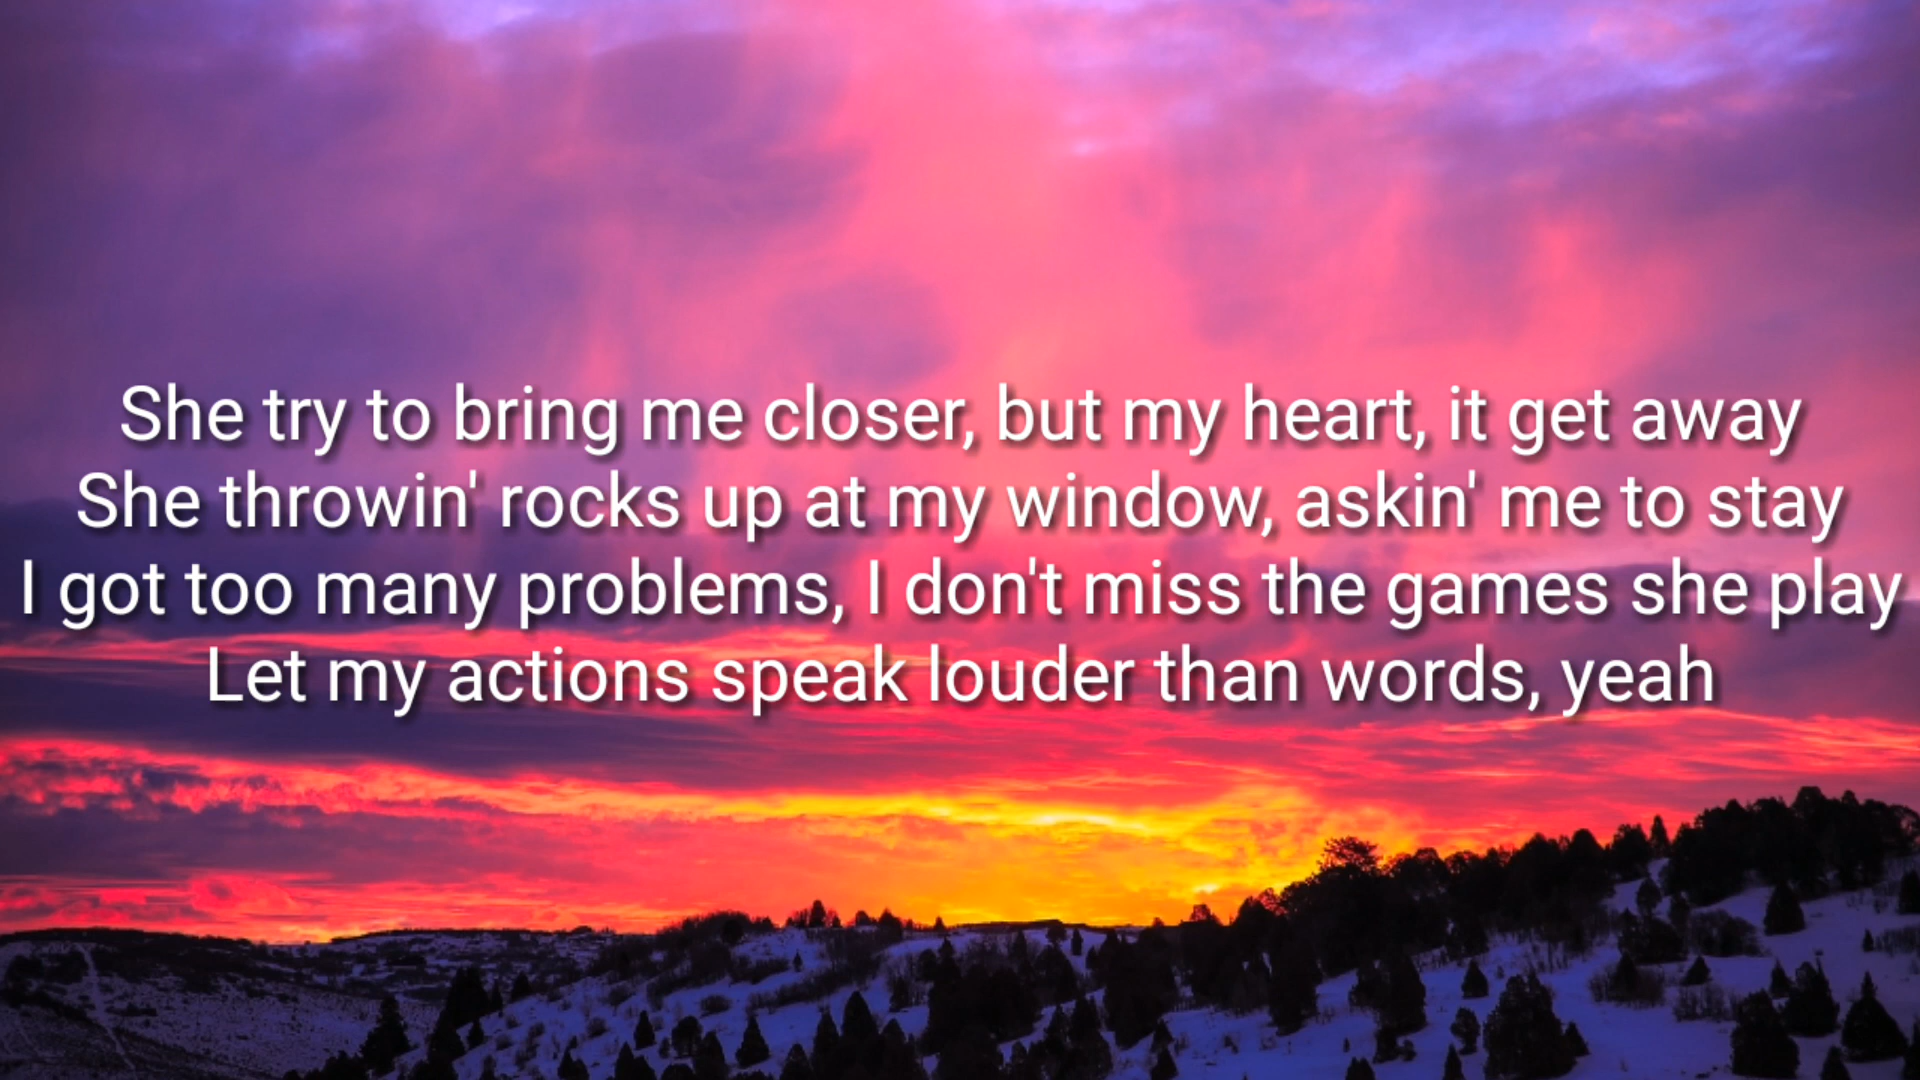 She try to bring me closer, but my heart, it get away
She throwin' rocks up at my window, askin' me to stay
I got too many problems, I don't miss the games she play
Let my actions speak louder than words, yeah